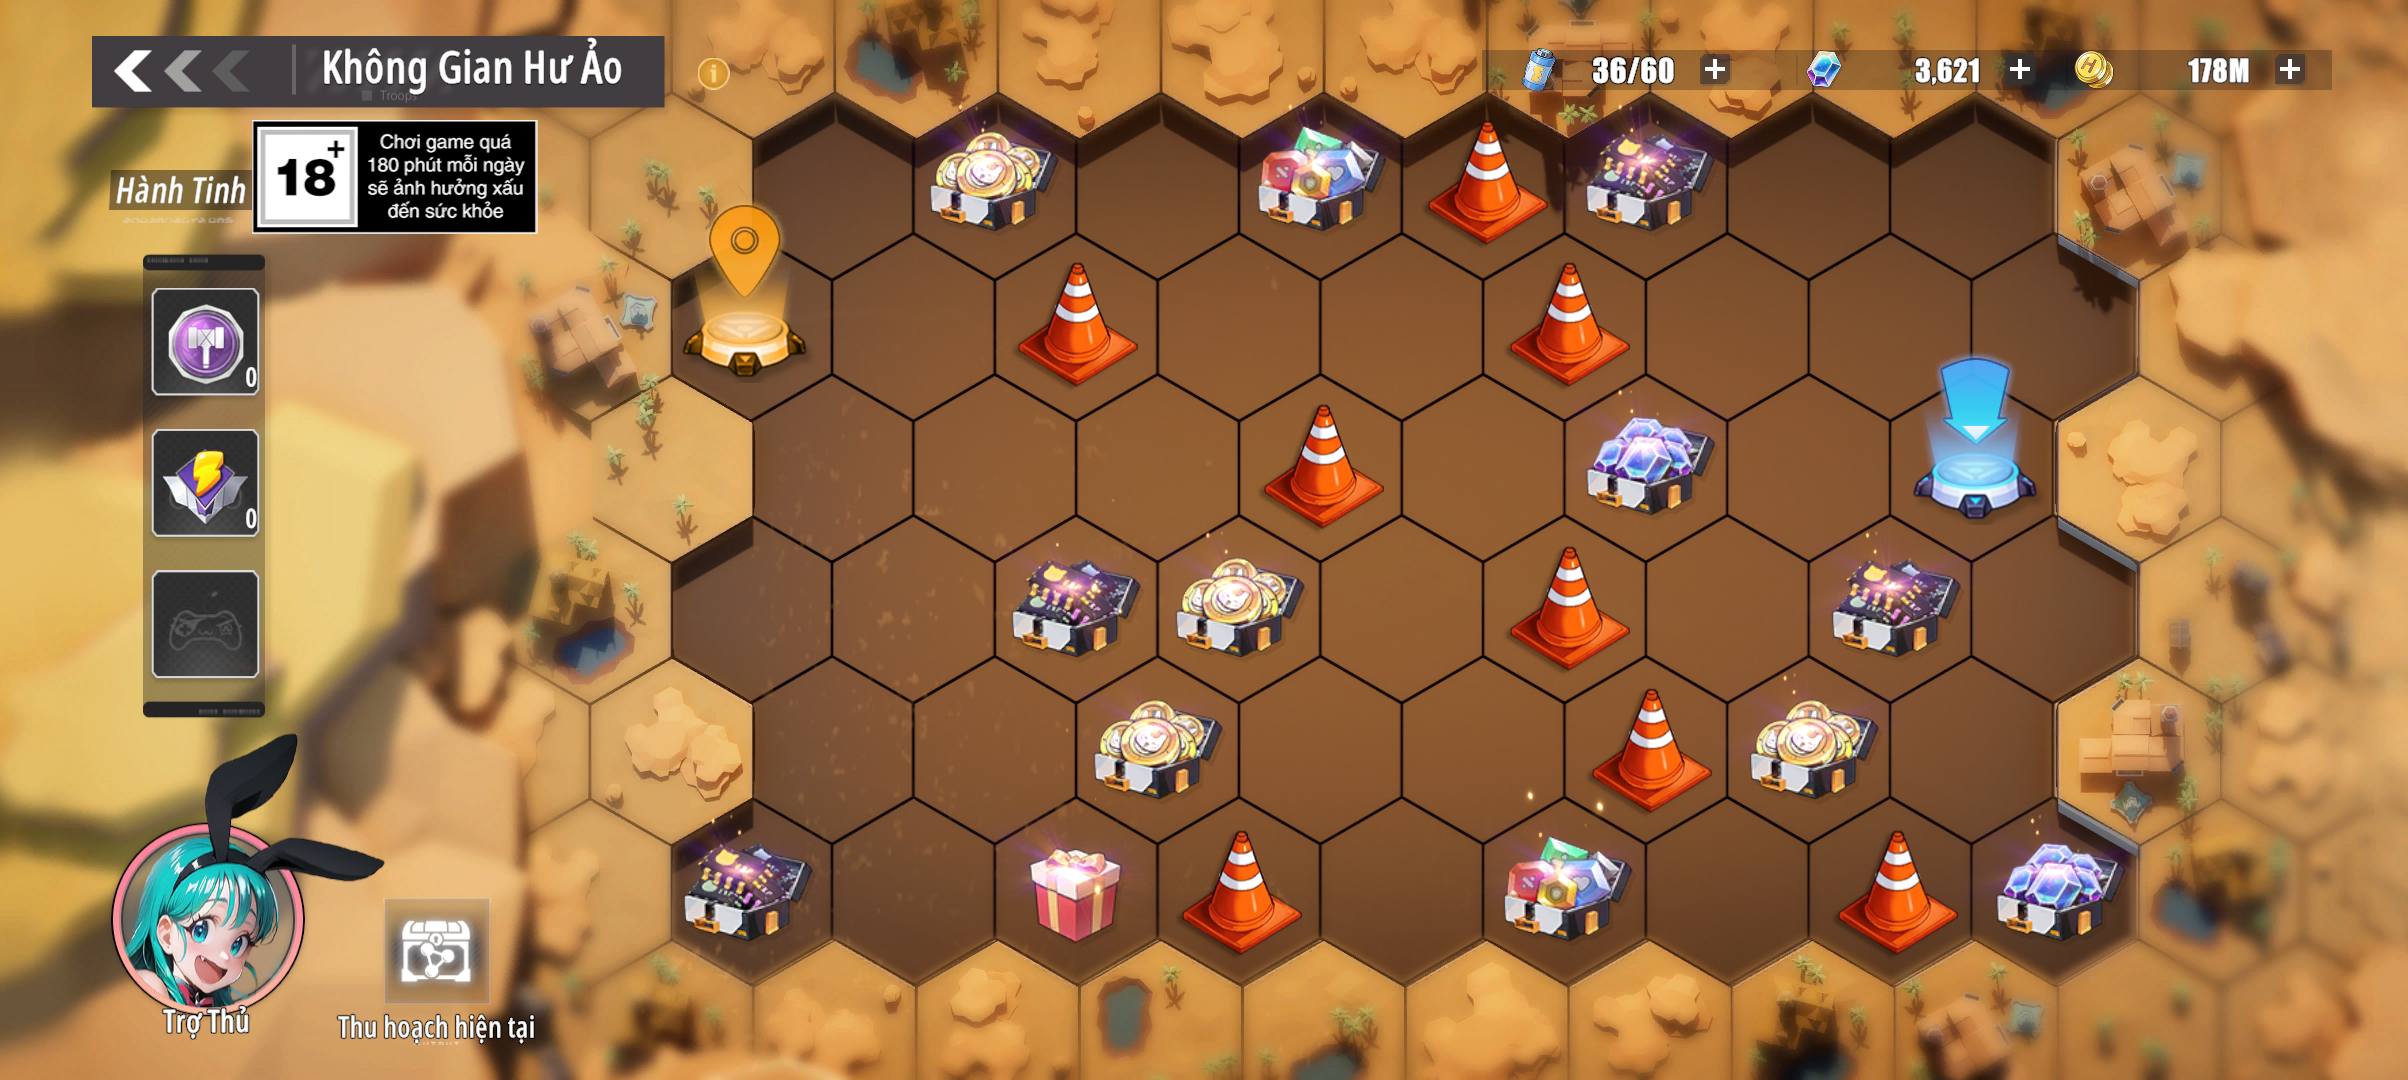 Không Gian Hư Ảo
Troops
36/60
3,621
178M
Hành Tinh
18+
Chơi game quá
180 phút mỗi ngày
sẽ ảnh hưởng xấu
đến sức khỏe
0
0
Trợ Thủ
Thu hoạch hiện tại